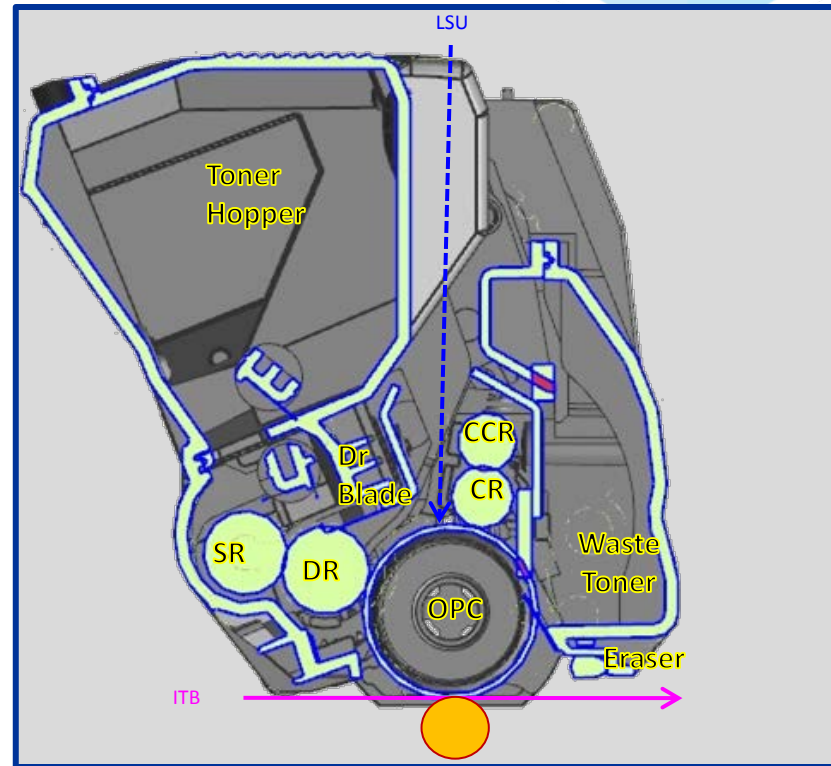 LSU
Toner
Hopper
CCR
Dr
Blade
CR
SR
DR
Waste
Toner
OPC
Eraser
ITB